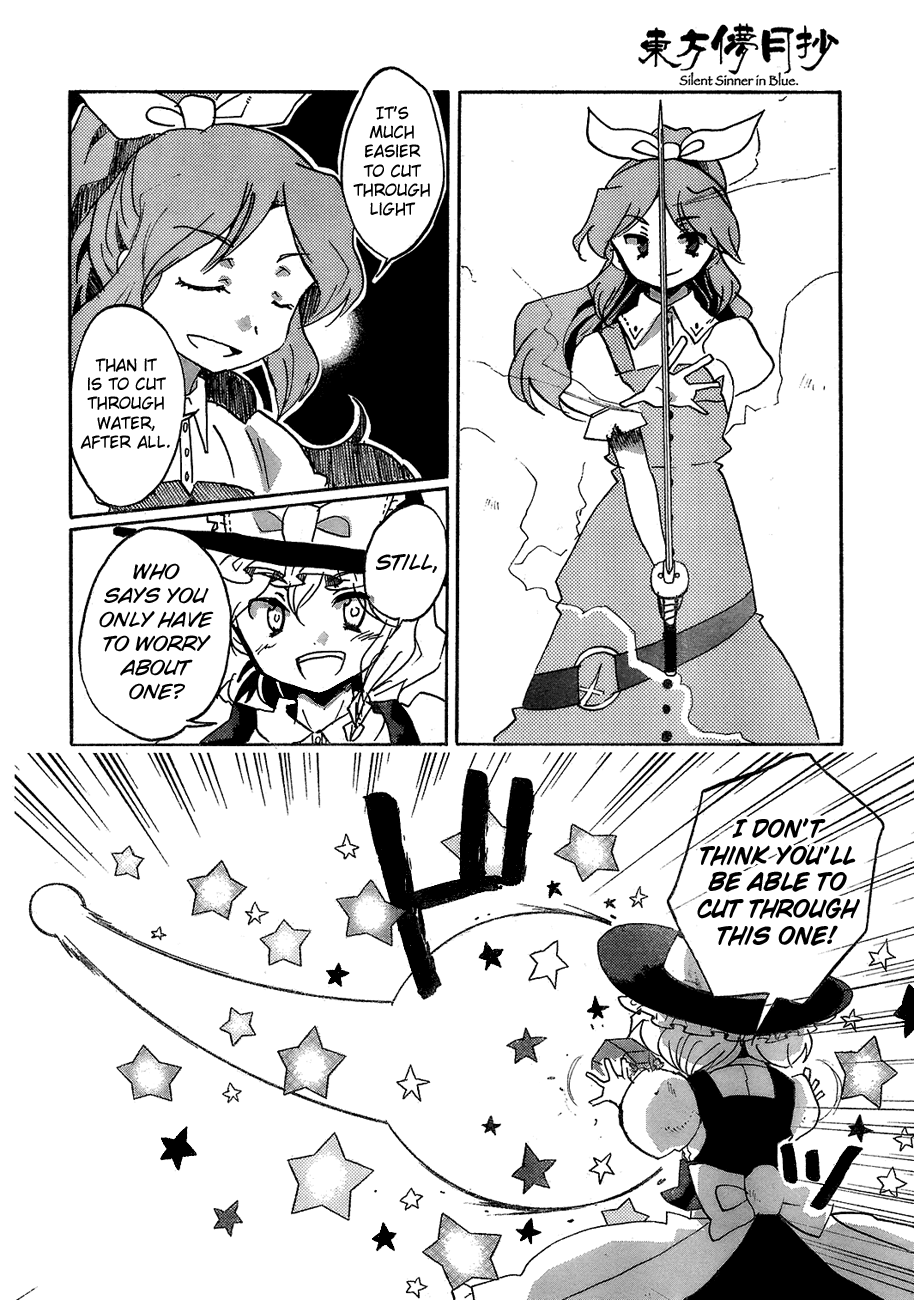 東方儚月抄
Silent Sinner in Blue.
IT'S
MUCH
EASIER
TO CUT
THROUGH
LIGHT
THAN IT
IS TO CUT
THROUGH
WATER,
AFTER ALL.
STILL,
WHO
SAYS YOU
ONLY HAVE
TO WORRY
ABOUT
ONE?
I DON'T
THINK YOU'LL
BE ABLE TO
CUT THROUGH
THIS ONE!
ドッ